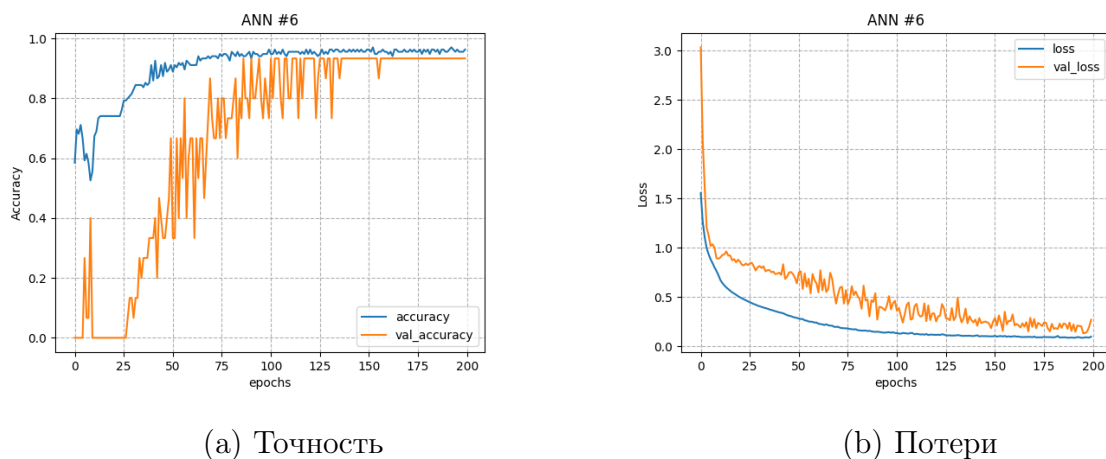 ANN #6
1.0
0.8
0.6
0.4
0.2
0.0
Accuracy
accuracy
val_accuracy
0 25 50 75 100 125 150 175 200
epochs
(a) Точность
ANN #6
3.0
2.5
2.0
1.5
1.0
0.5
0.0
Loss
loss
val_loss
0 25 50 75 100 125 150 175 200
epochs
(b) Потери